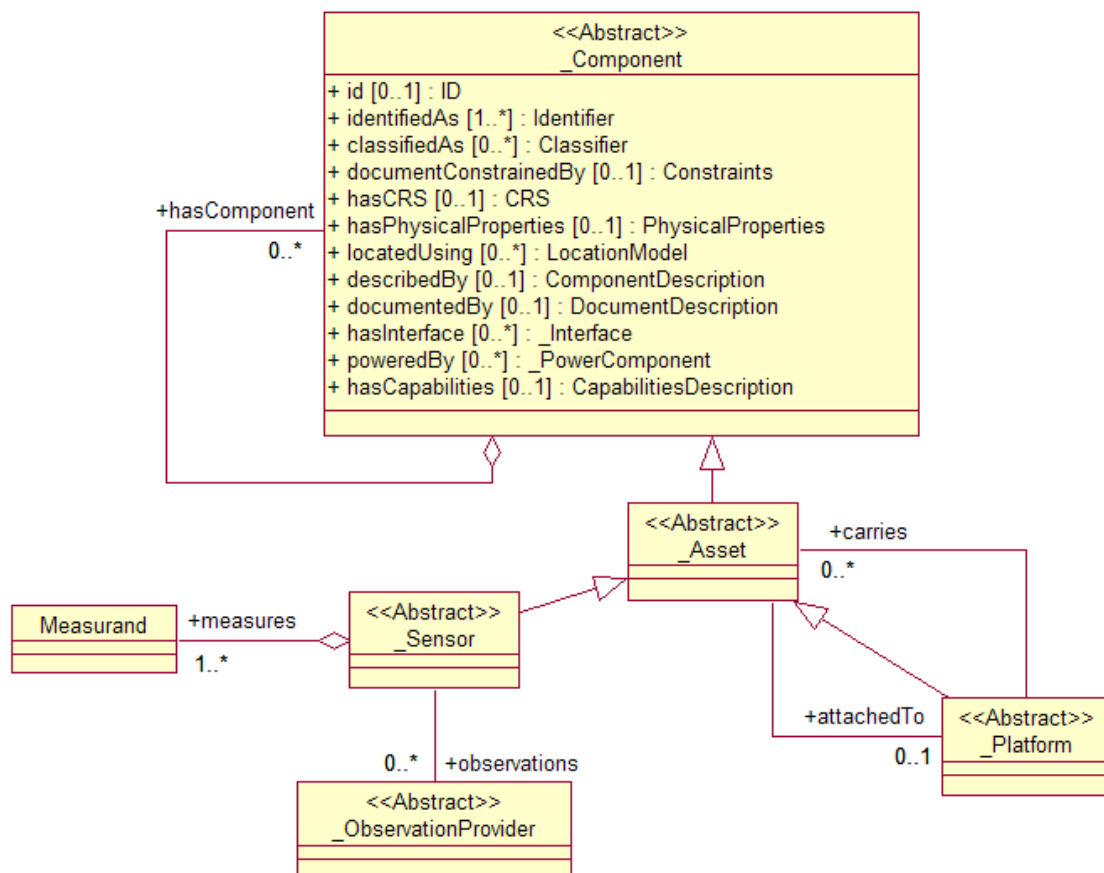 <<Abstract>>
_Component
+ id [0..1] : ID
+ identifiedAs [1..*] : Identifier
+ classifiedAs [0..*] : Classifier
+ documentConstrainedBy [0..1] : Constraints
+ hasCRS [0..1] : CRS
+ hasPhysicalProperties [0..1] : PhysicalProperties
+ locatedUsing [0..*] : LocationModel
+ describedBy [0..1] : ComponentDescription
+ documentedBy [0..1] : DocumentDescription
+ hasInterface [0..*] : _Interface
+ poweredBy [0..*] : _PowerComponent
+ hasCapabilities [0..1] : CapabilitiesDescription
+hasComponent
0..*
<<Abstract>>
_Asset
+carries
0..*
Measurand
+measures
1..*
<<Abstract>>
_Sensor
+attachedTo
0..1
<<Abstract>>
_Platform
0..*
+observations
<<Abstract>>
_ObservationProvider